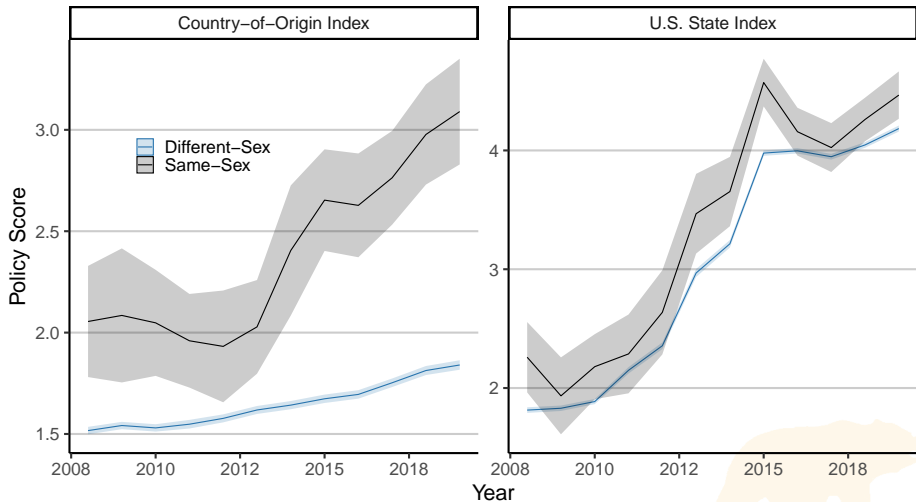 Country−of−Origin Index
U.S. State Index
Policy Score
3.0
2.5
2.0
1.5
Different−Sex
Same−Sex
2008
2010
2012
2015
2018
4
3
2
2008
2010
2012
2015
2018
Year